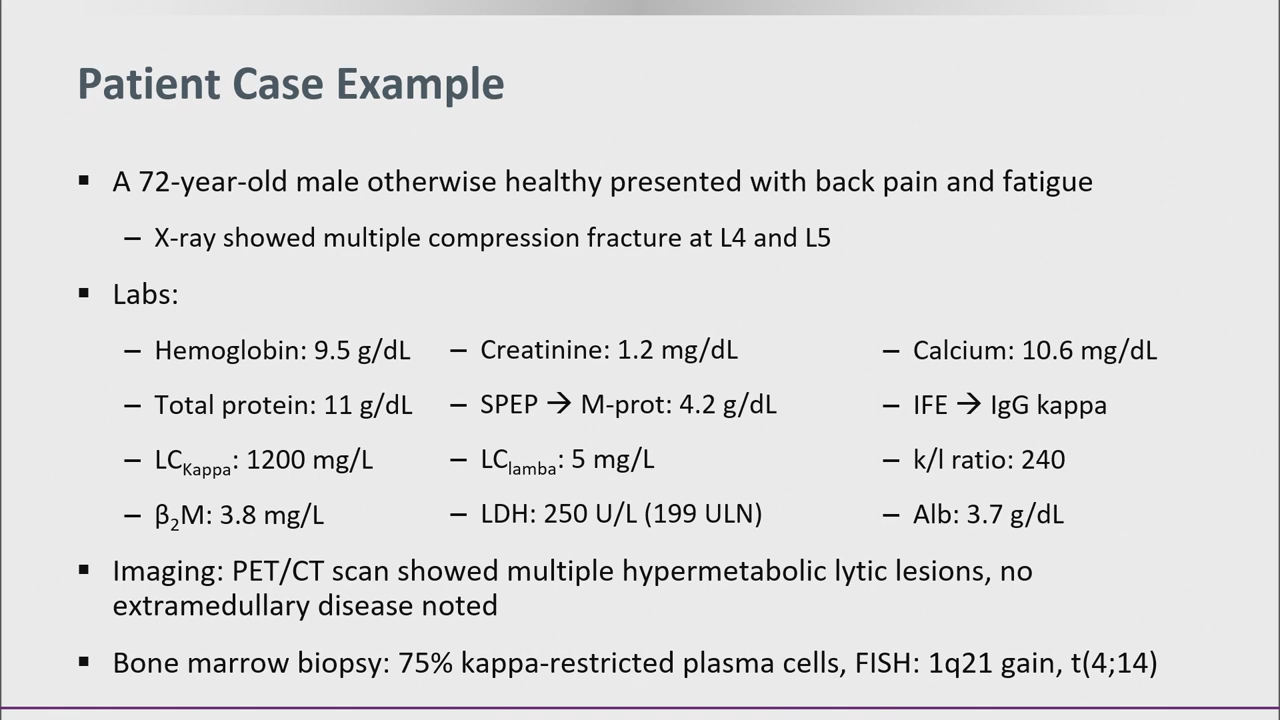 Patient Case Example
▪ A 72-year-old male otherwise healthy presented with back pain and fatigue
– X-ray showed multiple compression fracture at L4 and L5
▪ Labs:
– Hemoglobin: 9.5 g/dL – Creatinine: 1.2 mg/dL – Calcium: 10.6 mg/dL
– Total protein: 11 g/dL – SPEP → M-prot: 4.2 g/dL – IFE → IgG kappa
– LCKappa: 1200 mg/L – LClamba: 5 mg/L – k/l ratio: 240
– β2M: 3.8 mg/L – LDH: 250 U/L (199 ULN) – Alb: 3.7 g/dL
▪ Imaging: PET/CT scan showed multiple hypermetabolic lytic lesions, no
extramedullary disease noted
▪ Bone marrow biopsy: 75% kappa-restricted plasma cells, FISH: 1q21 gain, t(4;14)